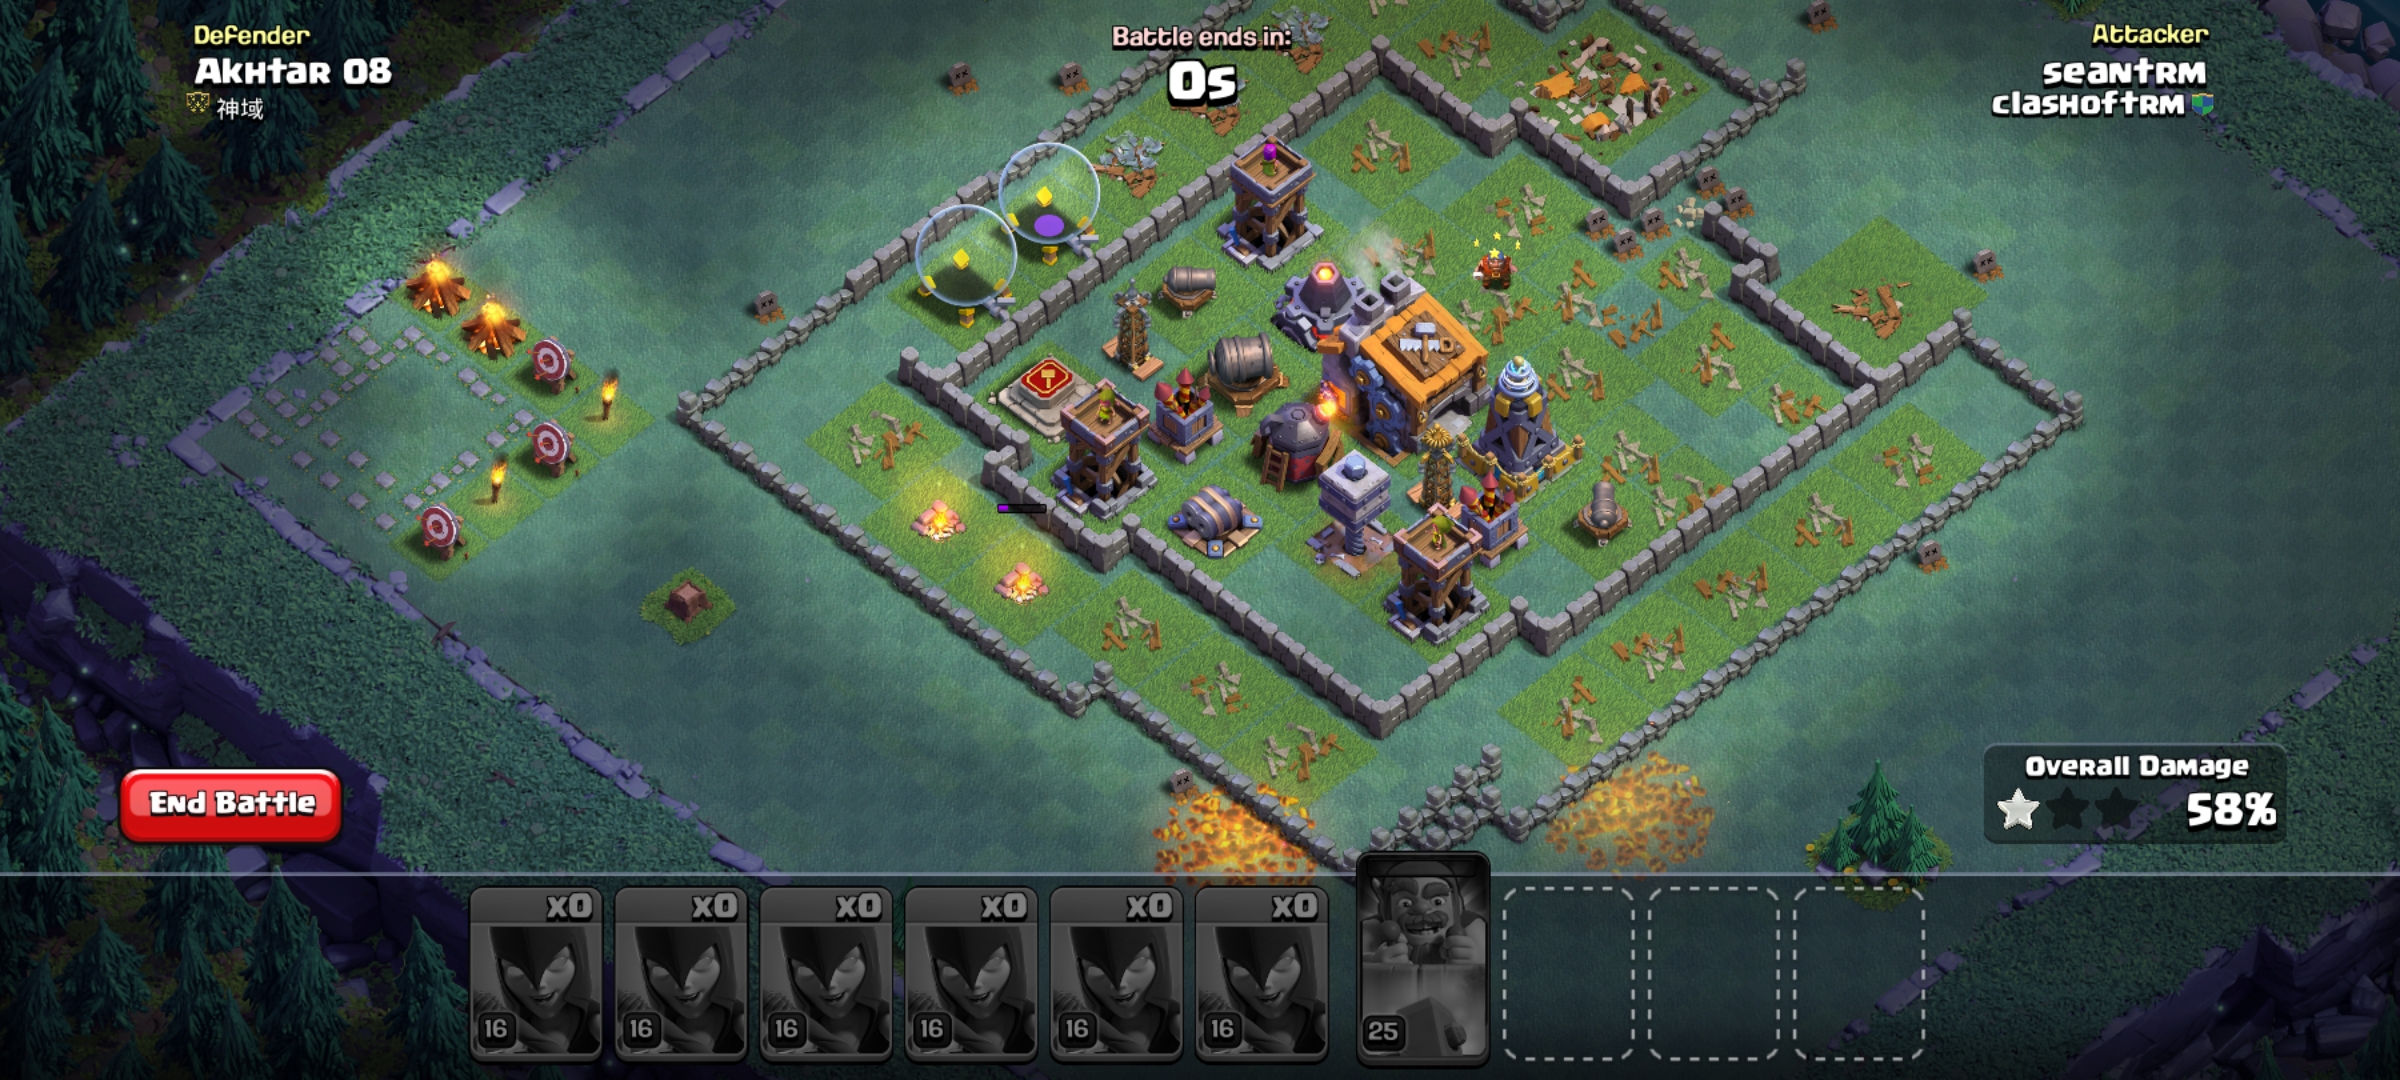 Defender
Akhtar 08
神域
Battle ends in:
0s
Attacker
seantrm
clashoftrm
End Battle
Overall Damage
58%
x0
x0
x0
x0
x0
x0
16
16
16
16
16
16
25